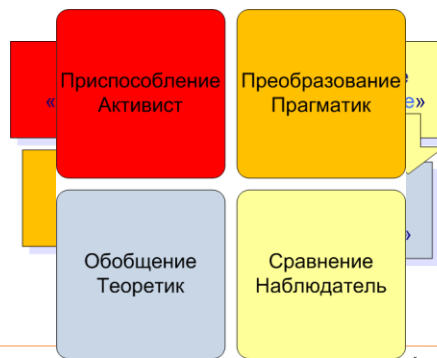 Приспособление
Активист
Преобразование
Прагматик
Обобщение
Теоретик
Сравнение
Наблюдатель